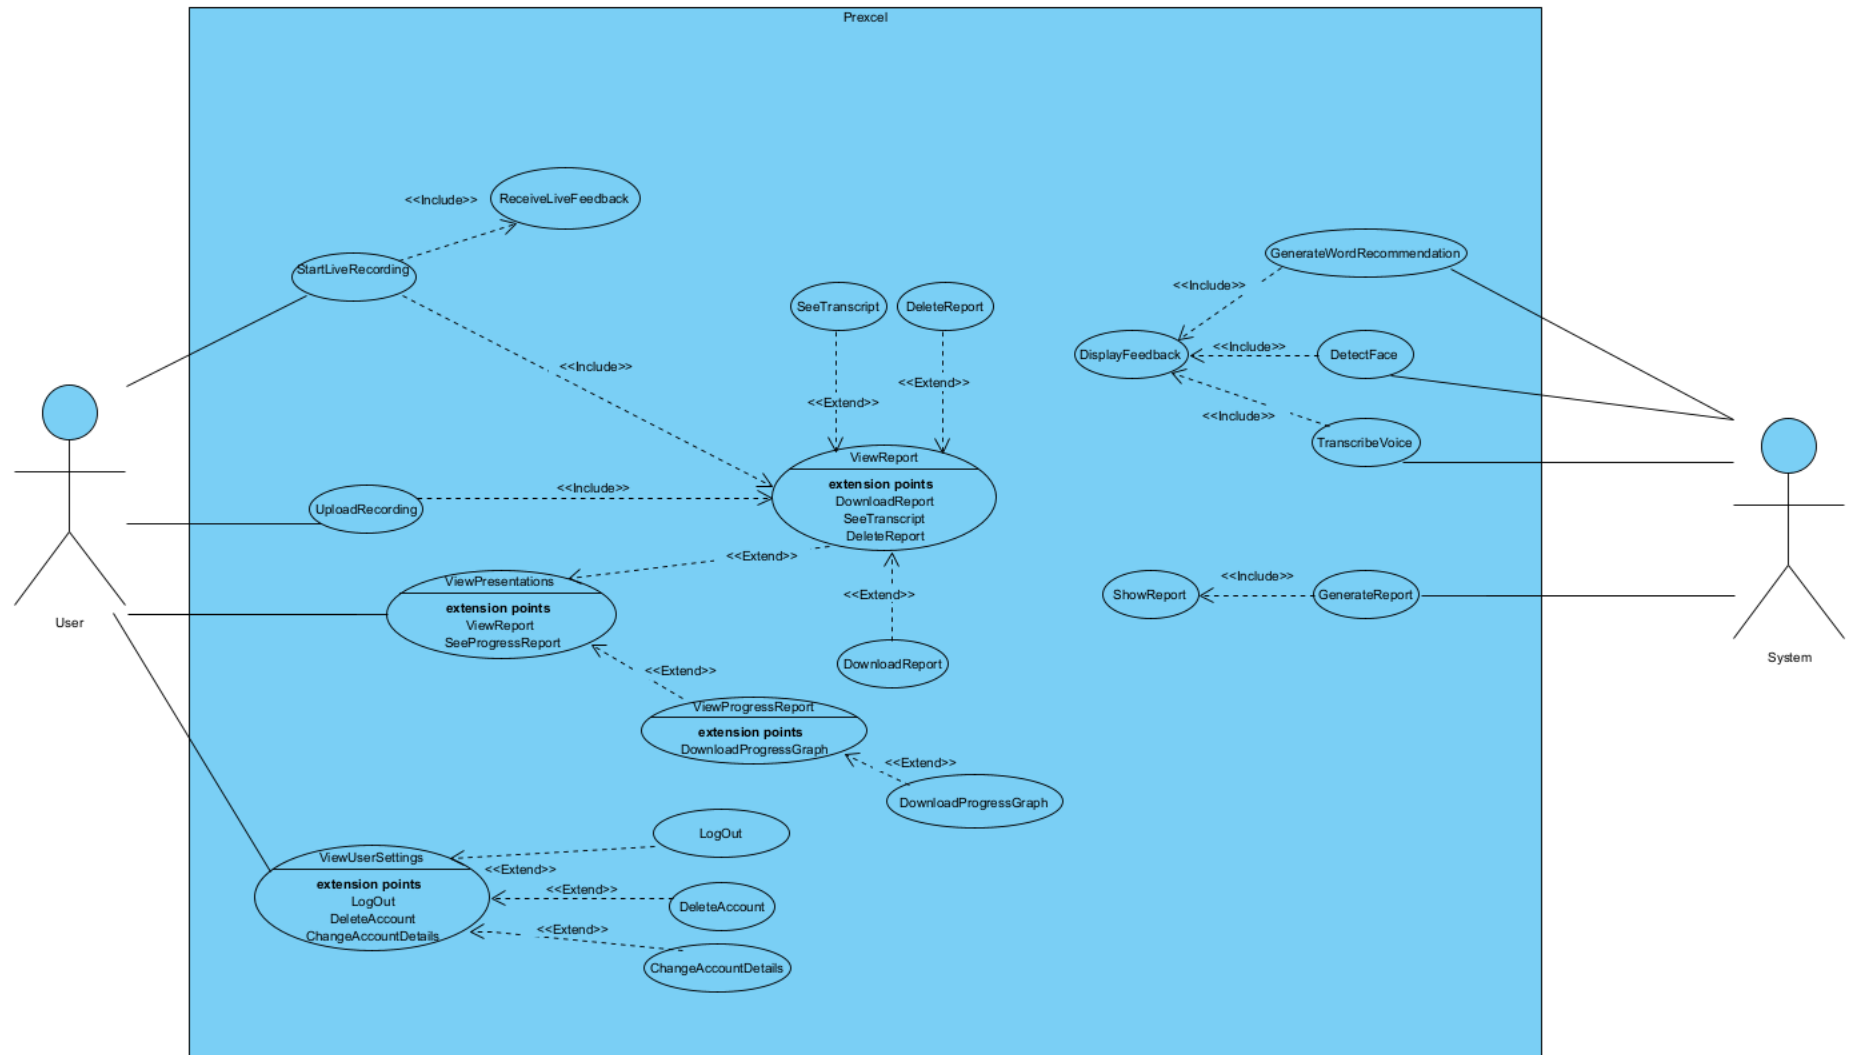 Prexcel
<<Include>>
ReceiveLiveFeedback
StartLiveRecording
<<Include>>
SeeTranscript
DeleteReport
<<Extend>>
<<Extend>>
ViewReport
extension points
DownloadReport
SeeTranscript
DeleteReport
UploadRecording
<<Include>>
<<Extend>>
ViewPresentations
extension points
ViewReport
SeeProgressReport
<<Extend>>
DownloadReport
<<Extend>>
ViewProgressReport
extension points
DownloadProgressGraph
<<Extend>>
DownloadProgressGraph
User
LogOut
ViewUserSettings
extension points
LogOut
DeleteAccount
ChangeAccountDetails
<<Extend>>
<<Extend>>
DeleteAccount
<<Extend>>
ChangeAccountDetails
GenerateWordRecommendation
<<Include>>
DisplayFeedback
<<Include>>
DetectFace
<<Include>>
TranscribeVoice
ShowReport
<<Include>>
GenerateReport
System